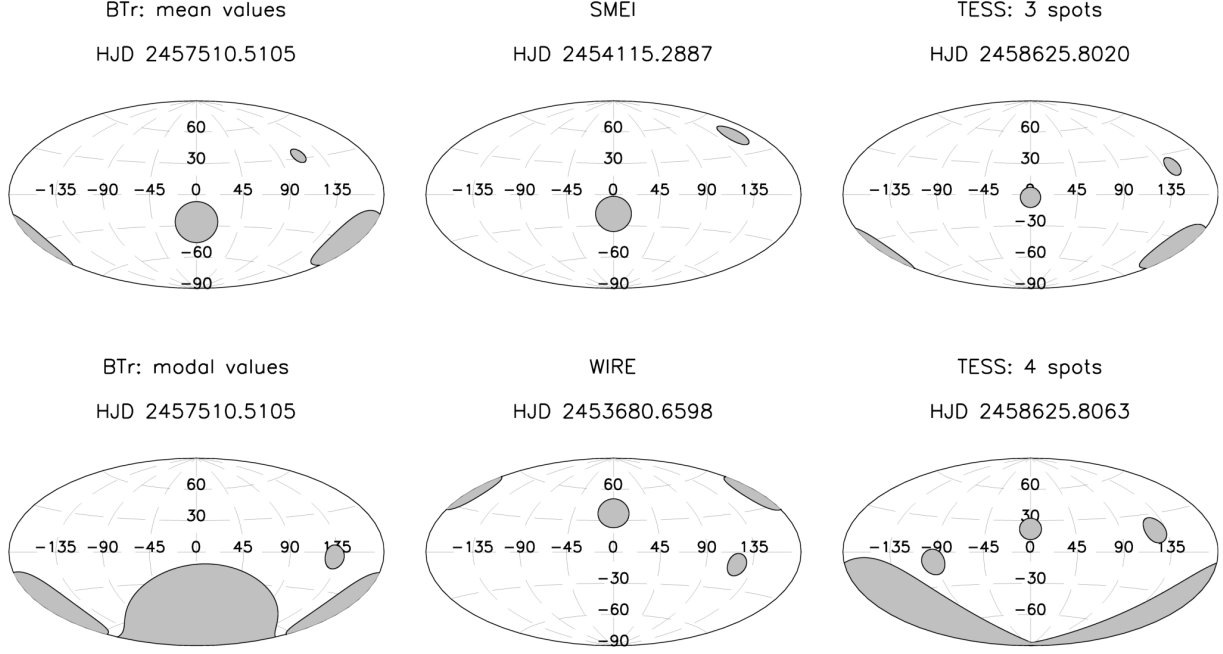 BTr: mean values
HJD 2457510.5105
60
30
-135 -90 -45 0 45 90 135
-60
-90
SMEI
HJD 2454115.2887
60
30
-135 -90 -45 0 45 90 135
-60
-90
TESS: 3 spots
HJD 2458625.8020
60
30
-135 -90 -45 45 90 135
-30
-60
-90
BTr: modal values
HJD 2457510.5105
60
30
-135 -90 -45 0 45 90 135
WIRE
HJD 2453680.6598
60
-135 -90 -45 0 45 90 135
-30
-60
-90
TESS: 4 spots
HJD 2458625.8063
60
30
-135 -90 -45 0 45 90 135
-30
-60